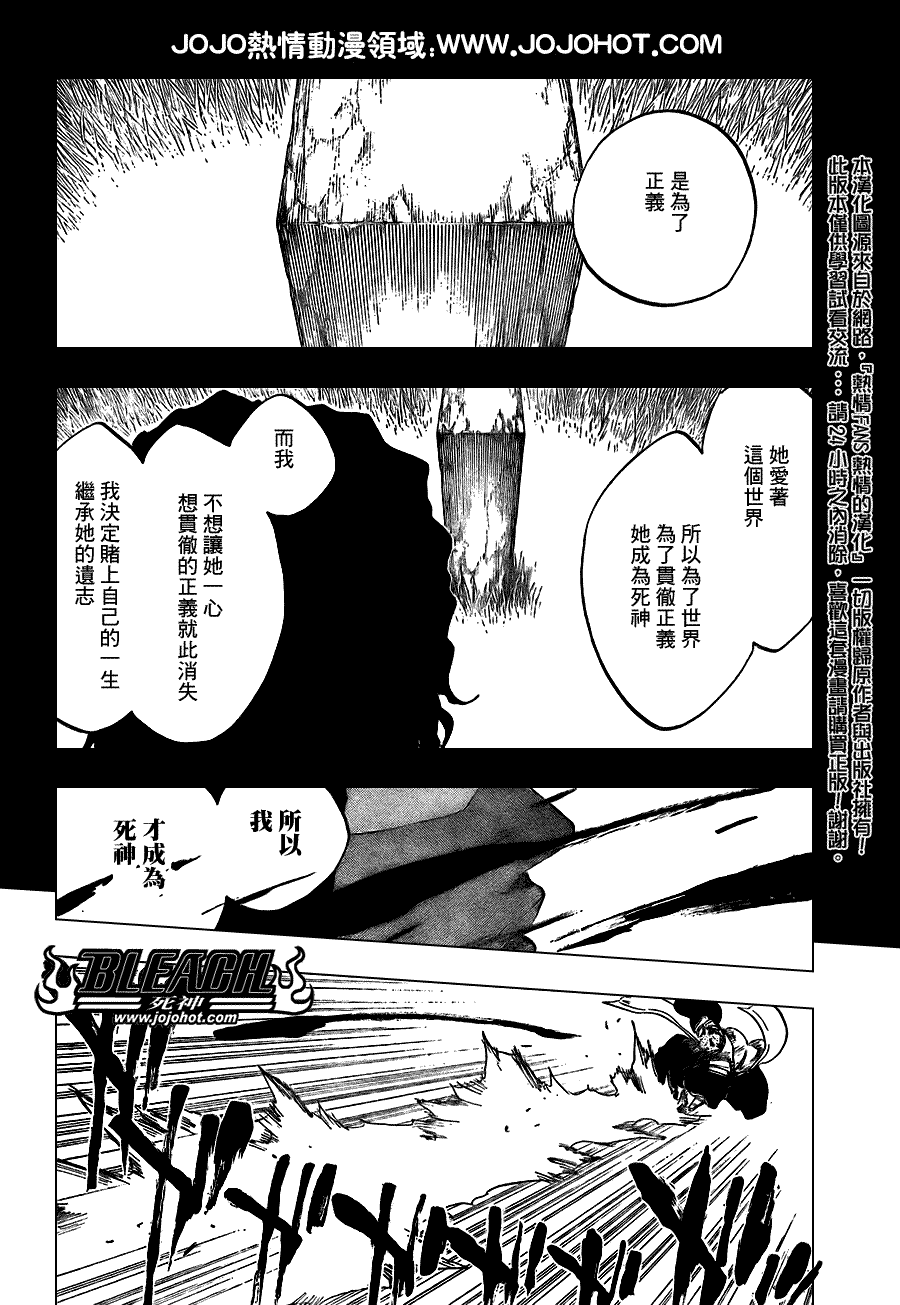 JOJO熱情動漫領域:WWW.JOJOHOT.COM
是為了
正義
她愛著
這個世界
所以為了世界
為了貫徹正義
她成為死神
而我
不想讓她一心
想貫徹的正義就此消失
我決定賭上自己的一生
繼承她的遺志
所以
我
才成為
死神
本漢化圖源來自於網路,『熱情FANS熱情的漢化』一切版權歸原作者與出版社擁有!
此版本僅供學習試看交流…請24小時之內消除,喜歡這套漫畫請購買正版!謝謝。
BLEACH
死神
www.jojohot.com